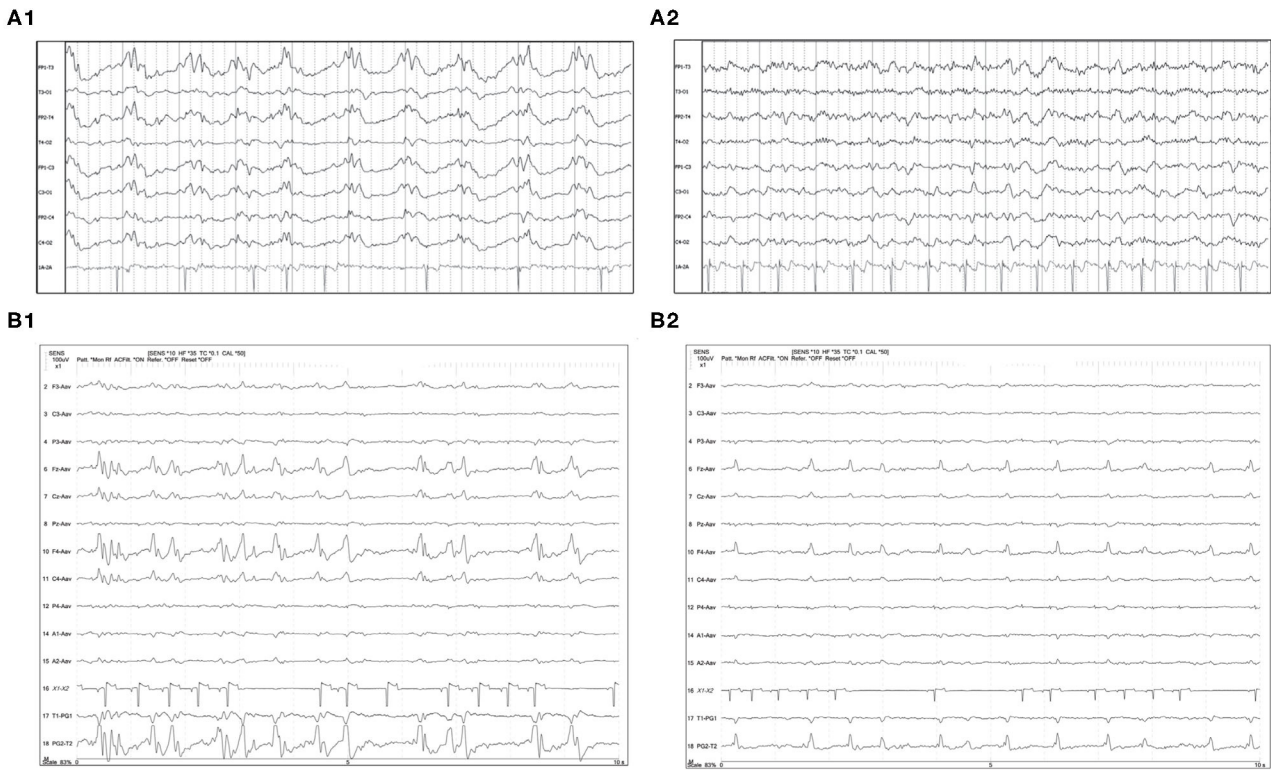 A1
A2
FP1-T3
T3-O1
FP2-T4
T4-O2
FP1-C3
C3-O1
FP2-C4
C4-O2
1A-2A
FP1-T3
T3-O1
FP2-T4
T4-O2
FP1-C3
C3-O1
FP2-C4
C4-O2
1A-2A
B1
B2
SENS [SENS *10 HF *35 TC *0.1 CAL *50]
100uV Patt. *Mon Rf ACFilt. *ON Refer. *OFF Reset *OFF
x1
2 F3-Aav
3 C3-Aav
4 P3-Aav
6 Fz-Aav
7 Cz-Aav
8 Pz-Aav
10 F4-Aav
11 C4-Aav
12 P4-Aav
14 A1-Aav
15 A2-Aav
16 X1-X2
17 T1-PG1
18 PG2-T2
M
Scale 83% 0 5 10 s
SENS [SENS *10 HF *35 TC *0.1 CAL *50]
100uV Patt. *Mon Rf ACFilt. *ON Refer. *OFF Reset *OFF
x1
2 F3-Aav
3 C3-Aav
4 P3-Aav
6 Fz-Aav
7 Cz-Aav
8 Pz-Aav
10 F4-Aav
11 C4-Aav
12 P4-Aav
14 A1-Aav
15 A2-Aav
16 X1-X2
17 T1-PG1
18 PG2-T2
M
Scale 83% 0 5 10 s